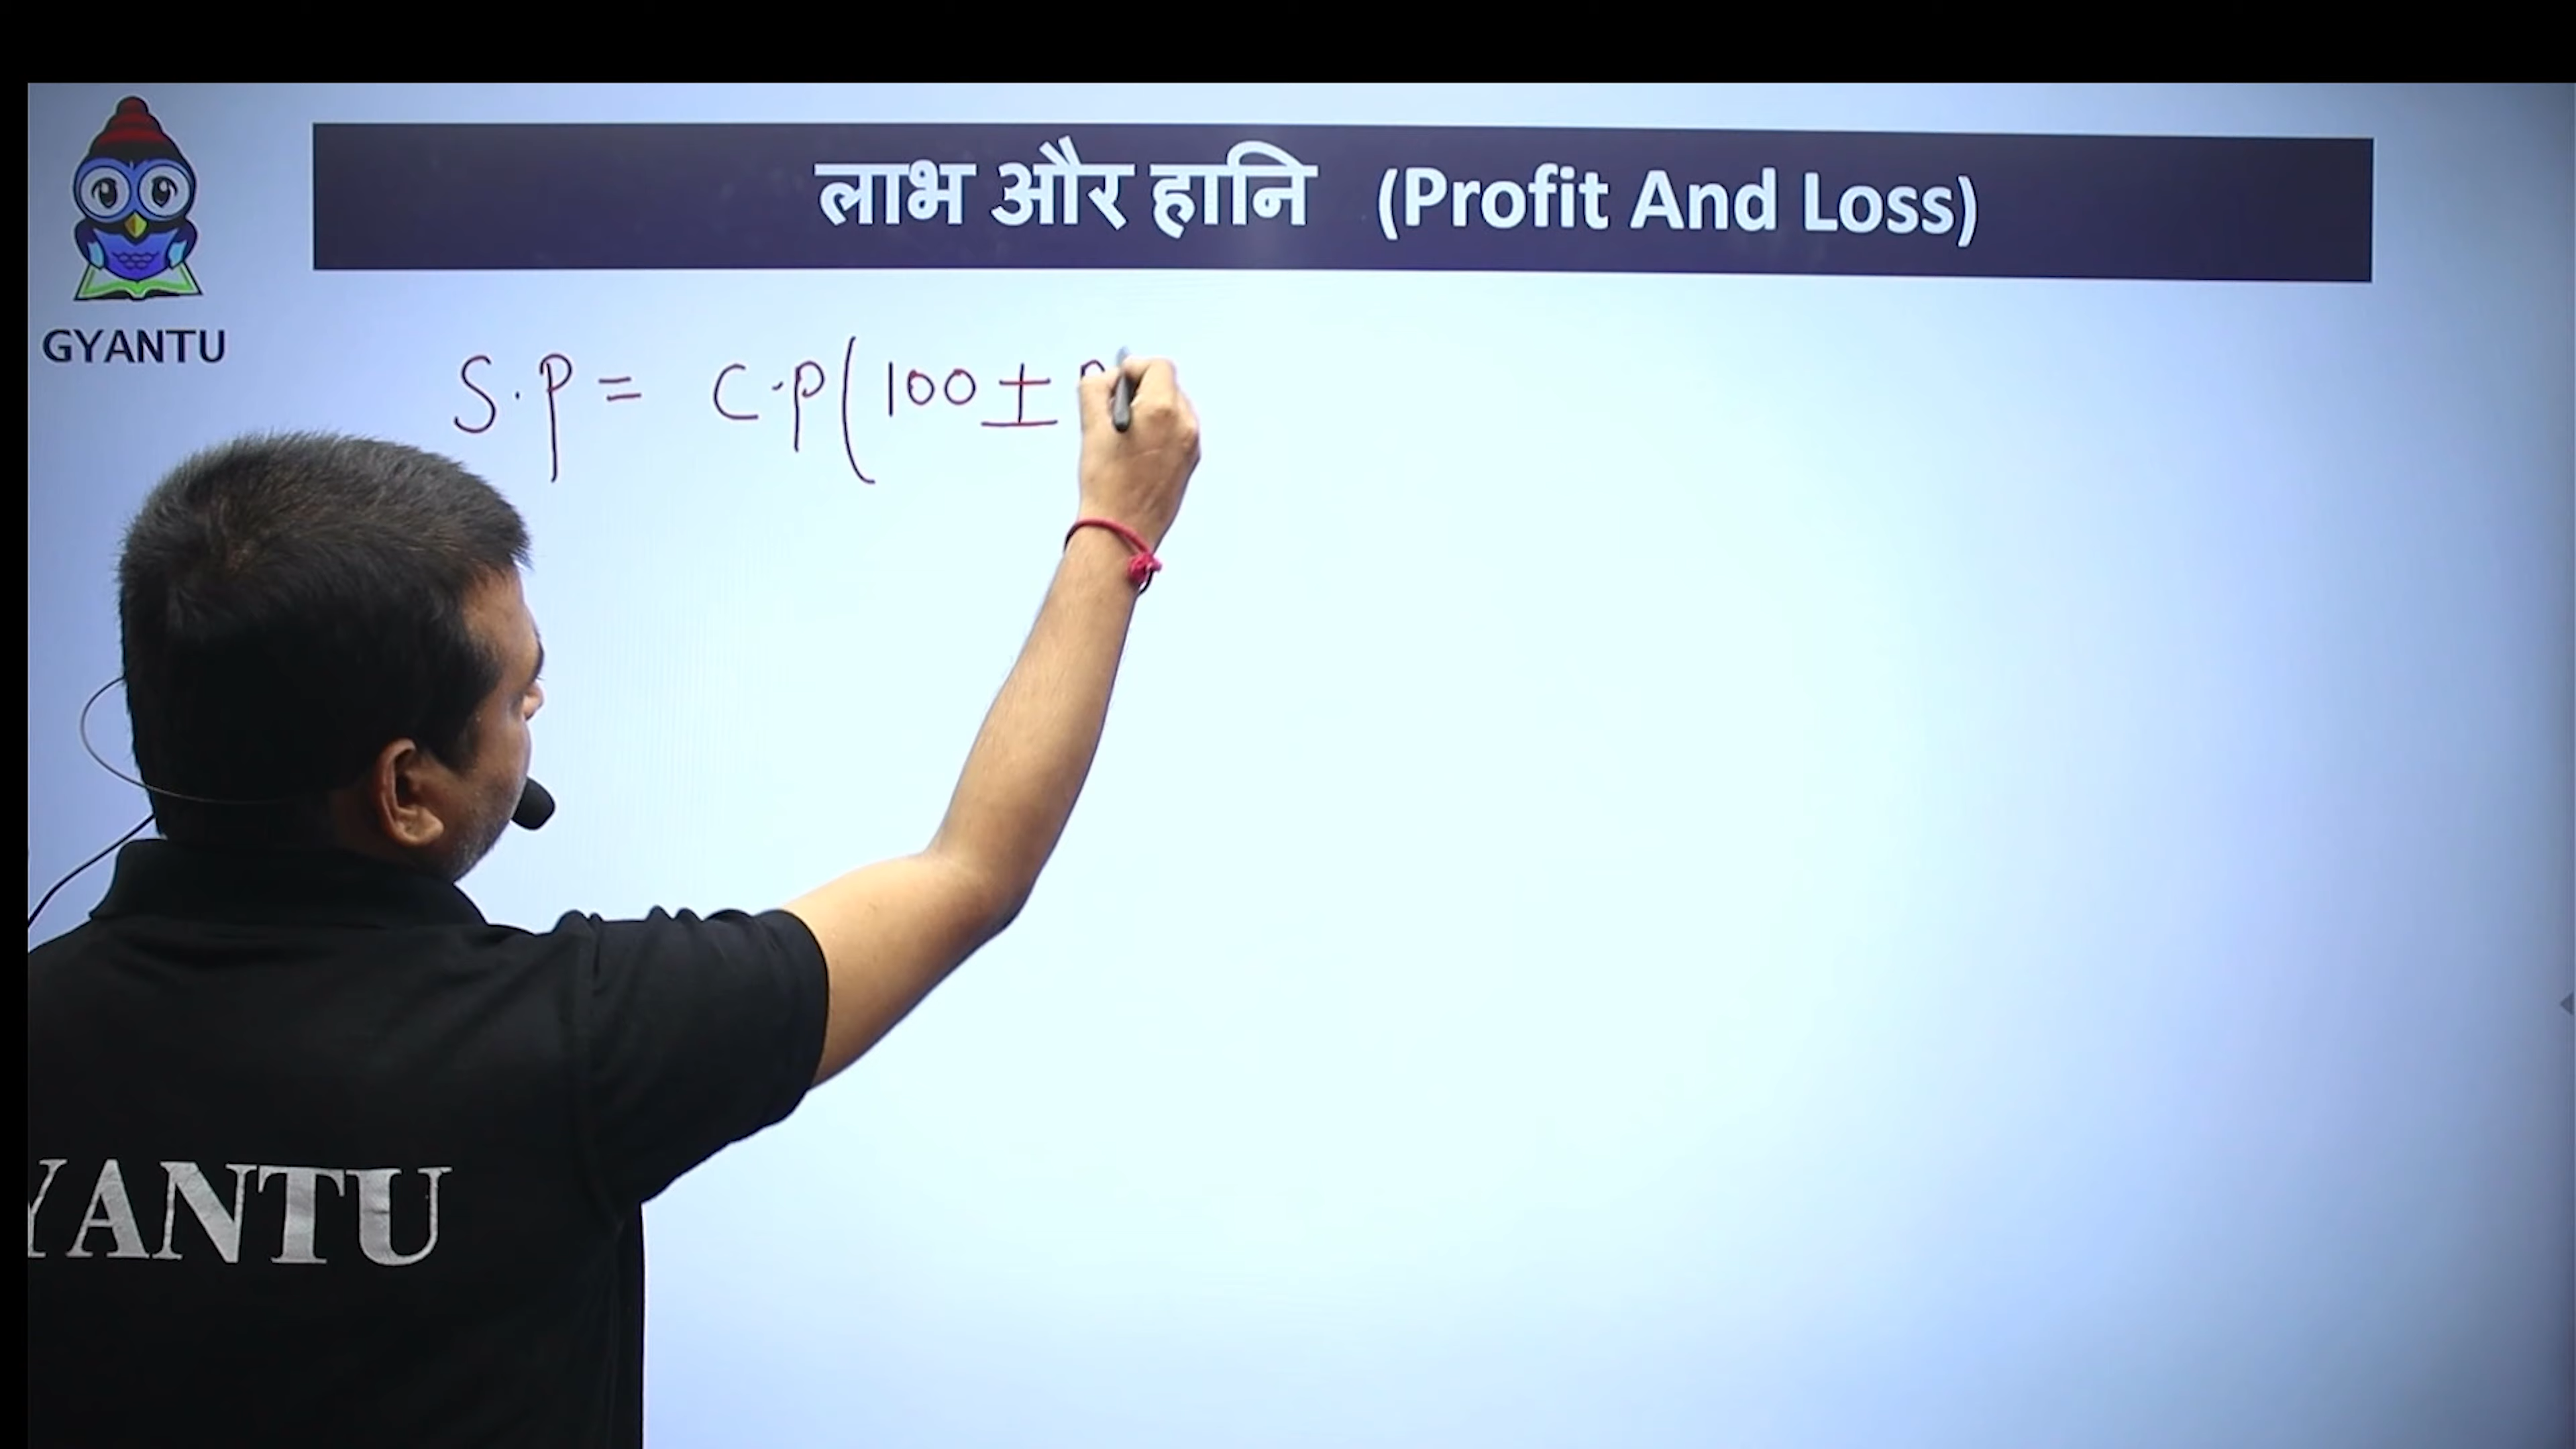 लाभ और हानि (Profit And Loss)
GYANTU
S.P = C.P(100 ±
YANTU